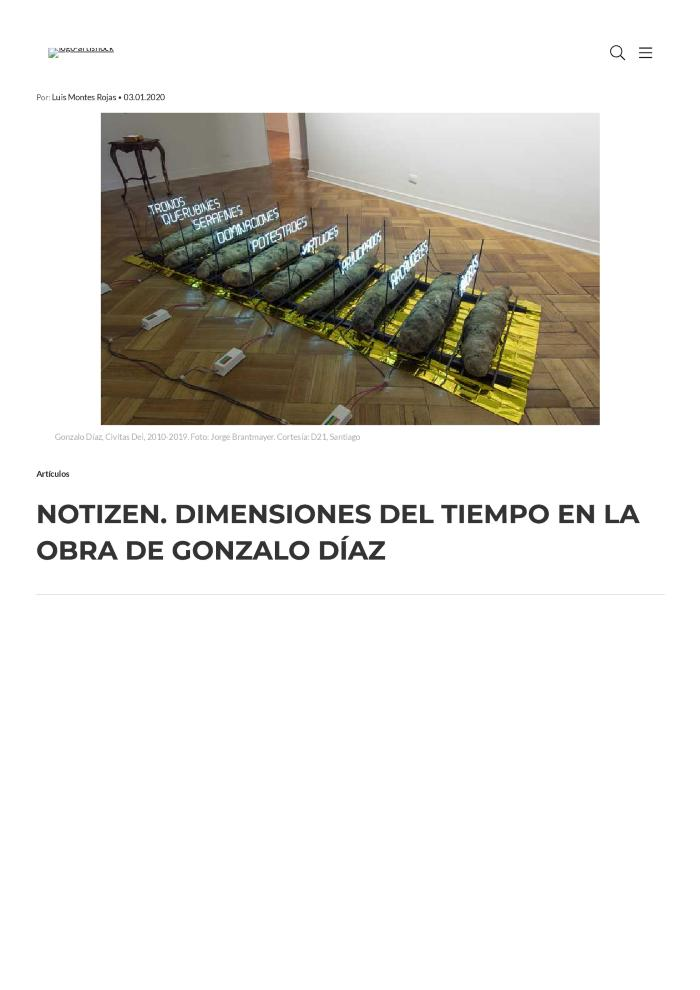 logo-artishock
Por: Luis Montes Rojas • 03.01.2020
TRONOS
QUERUBINES
SERAFINES
DOMINACIONES
POTESTADES
VIRTUDES
PRINCIPADOS
ARCÁNGELES
Gonzalo Díaz, Civitas Dei, 2010-2019. Foto: Jorge Brantmayer. Cortesía: D21, Santiago
Artículos
NOTIZEN. DIMENSIONES DEL TIEMPO EN LA
OBRA DE GONZALO DÍAZ